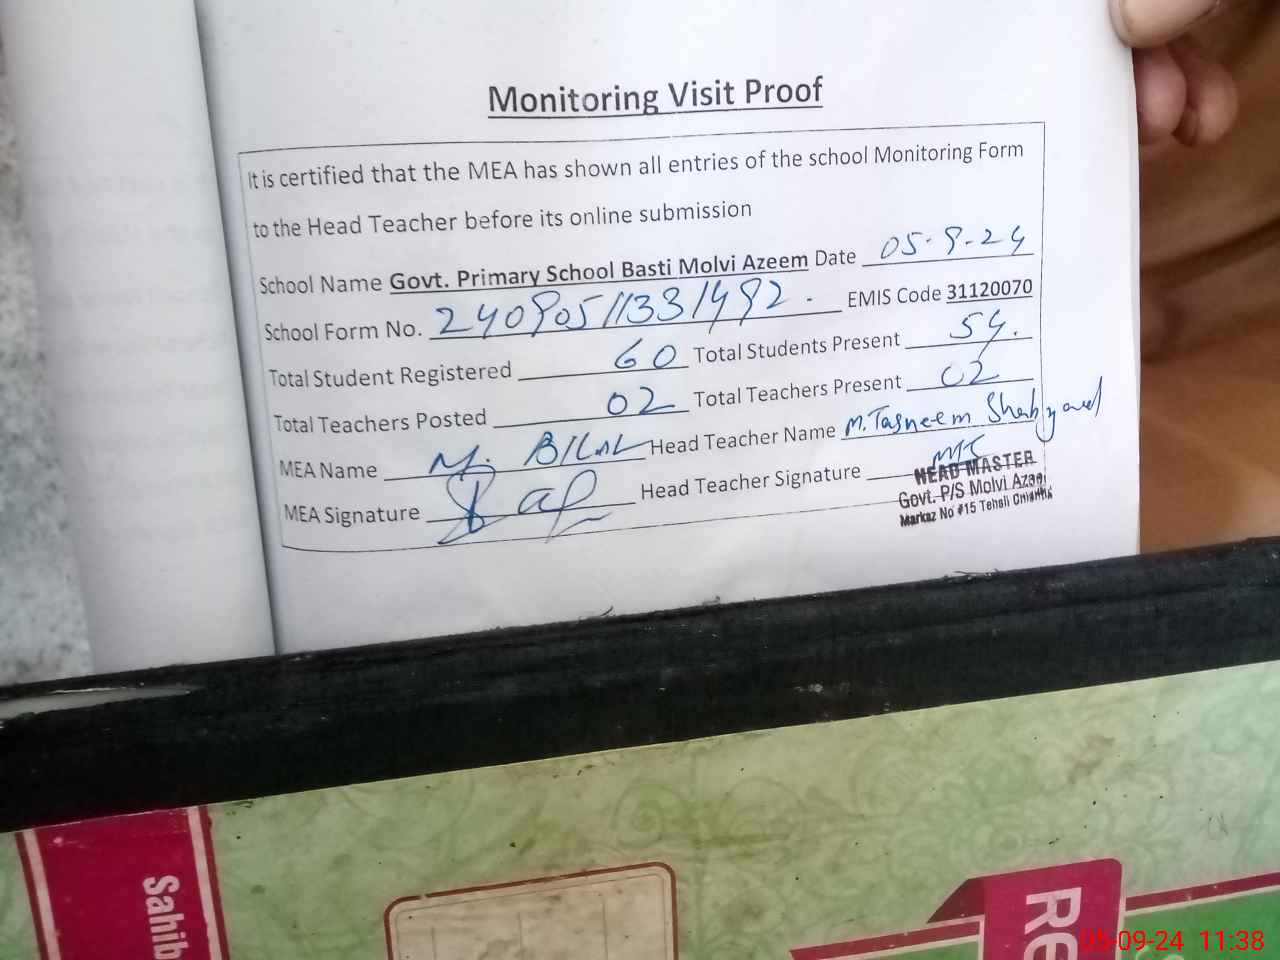 Monitoring Visit Proof
It is certified that the MEA has shown all entries of the school Monitoring Form
to the Head Teacher before its online submission
School Name Govt. Primary School Basti Molvi Azeem Date 05-9-24
School Form No. 24090511331492. EMIS Code 31120070
Total Student Registered 60 Total Students Present 54.
Total Teachers Posted 02 Total Teachers Present 02
MEA Name M. BILAL Head Teacher Name M. Tasneem Shahzad
MEA Signature Head Teacher Signature
HEAD MASTER
Govt. P/S Molvi Azeem
Markaz No #15 Tehsil
Sahib
RE
05-09-24 11:38